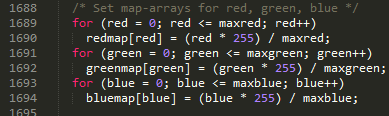 1688 /* Set map-arrays for red, green, blue */
1689 for (red = 0; red <= maxred; red++)
1690 redmap[red] = (red * 255) / maxred;
1691 for (green = 0; green <= maxgreen; green++)
1692 greenmap[green] = (green * 255) / maxgreen;
1693 for (blue = 0; blue <= maxblue; blue++)
1694 bluemap[blue] = (blue * 255) / maxblue;
1695